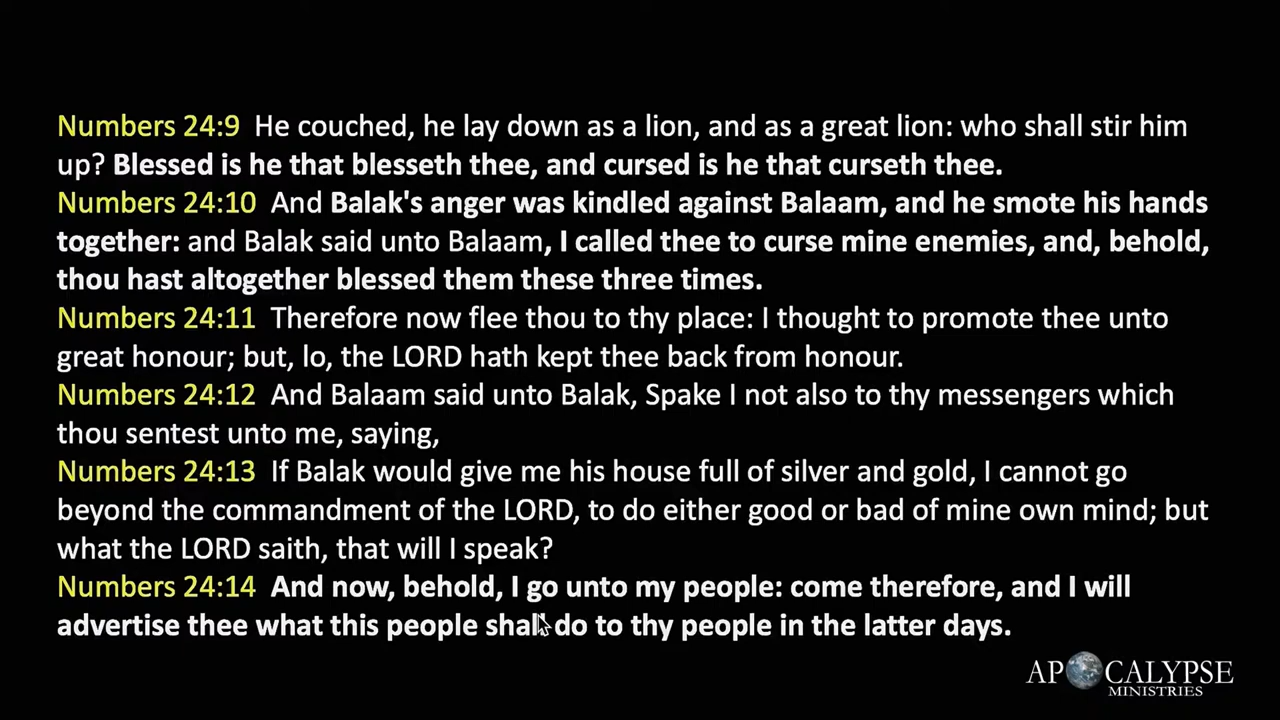 Numbers 24:9 He couched, he lay down as a lion, and as a great lion: who shall stir him
up? Blessed is he that blesseth thee, and cursed is he that curseth thee.
Numbers 24:10 And Balak's anger was kindled against Balaam, and he smote his hands
together: and Balak said unto Balaam, I called thee to curse mine enemies, and, behold,
thou hast altogether blessed them these three times.
Numbers 24:11 Therefore now flee thou to thy place: I thought to promote thee unto
great honour; but, lo, the LORD hath kept thee back from honour.
Numbers 24:12 And Balaam said unto Balak, Spake I not also to thy messengers which
thou sentest unto me, saying,
Numbers 24:13 If Balak would give me his house full of silver and gold, I cannot go
beyond the commandment of the LORD, to do either good or bad of mine own mind; but
what the LORD saith, that will I speak?
Numbers 24:14 And now, behold, I go unto my people: come therefore, and I will
advertise thee what this people shall do to thy people in the latter days.
APOCALYPSE
MINISTRIES